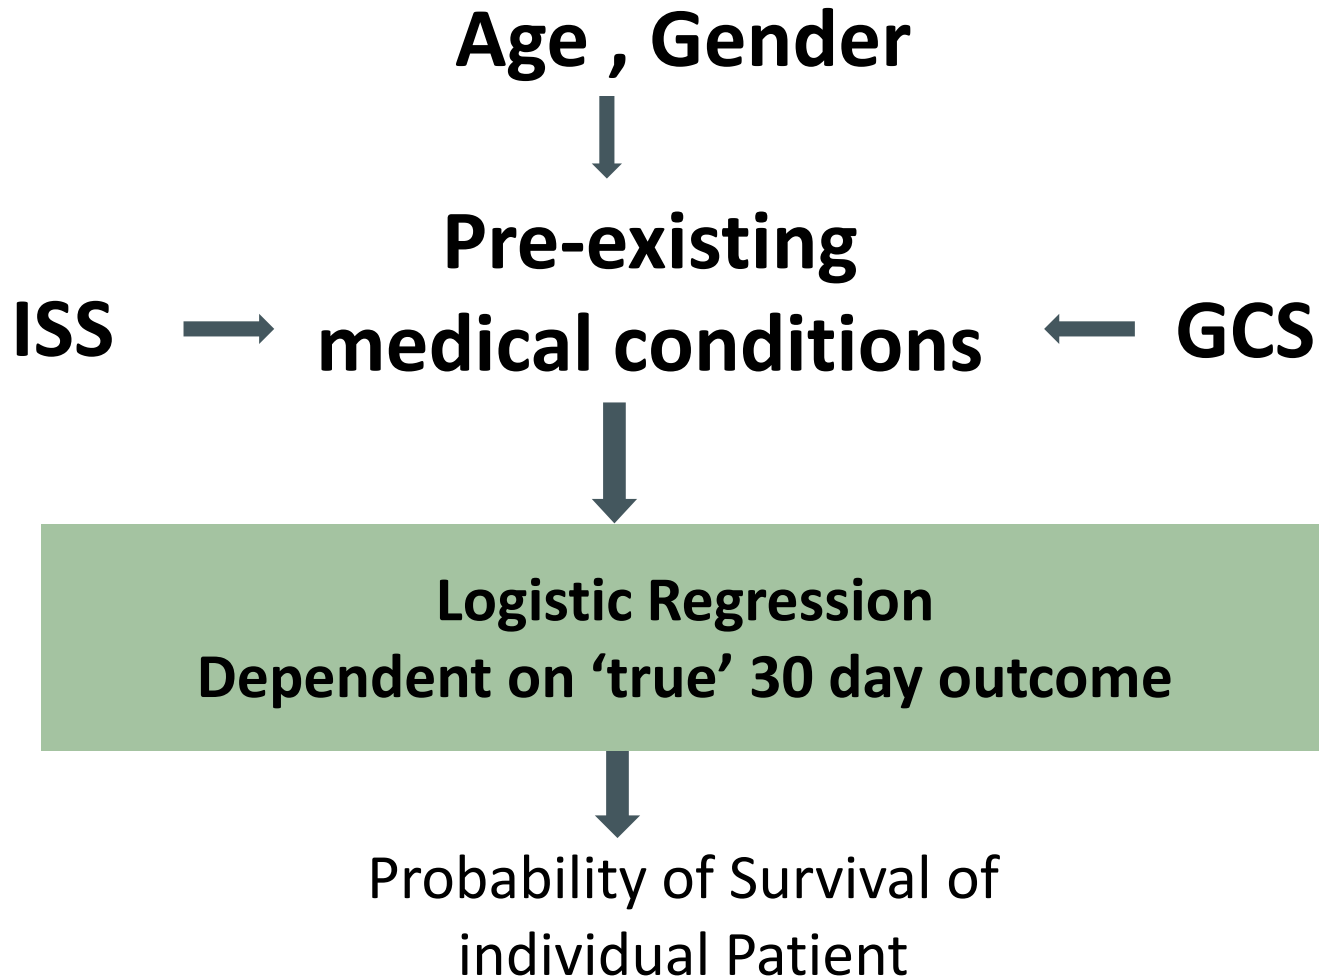 Age , Gender
Pre-existing
ISS
medical conditions
GCS
Logistic Regression
Dependent on ‘true’ 30 day outcome
Probability of Survival of
individual Patient